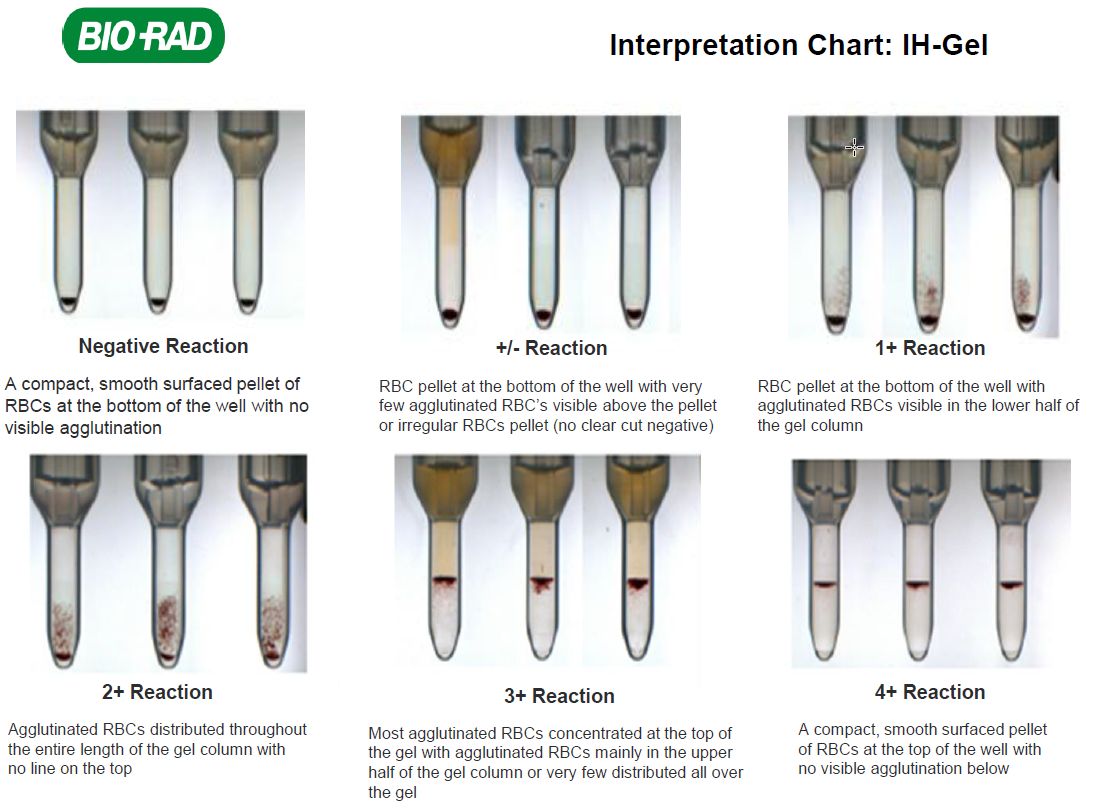 BIO-RAD
Interpretation Chart: IH-Gel
Negative Reaction
A compact, smooth surfaced pellet of
RBCs at the bottom of the well with no
visible agglutination
+/- Reaction
RBC pellet at the bottom of the well with very
few agglutinated RBC’s visible above the pellet
or irregular RBCs pellet (no clear cut negative)
1+ Reaction
RBC pellet at the bottom of the well with
agglutinated RBCs visible in the lower half of
the gel column
2+ Reaction
Agglutinated RBCs distributed throughout
the entire length of the gel column with
no line on the top
3+ Reaction
Most agglutinated RBCs concentrated at the top of
the gel with agglutinated RBCs mainly in the upper
half of the gel column or very few distributed all over
the gel
4+ Reaction
A compact, smooth surfaced pellet
of RBCs at the top of the well with
no visible agglutination below